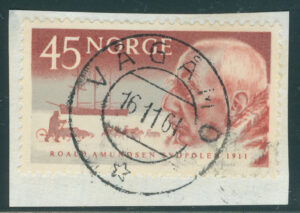 45 NORGE
VÅGÅMO
16.11.61
ROALD AMUNDSEN SYDPOLEN 1911